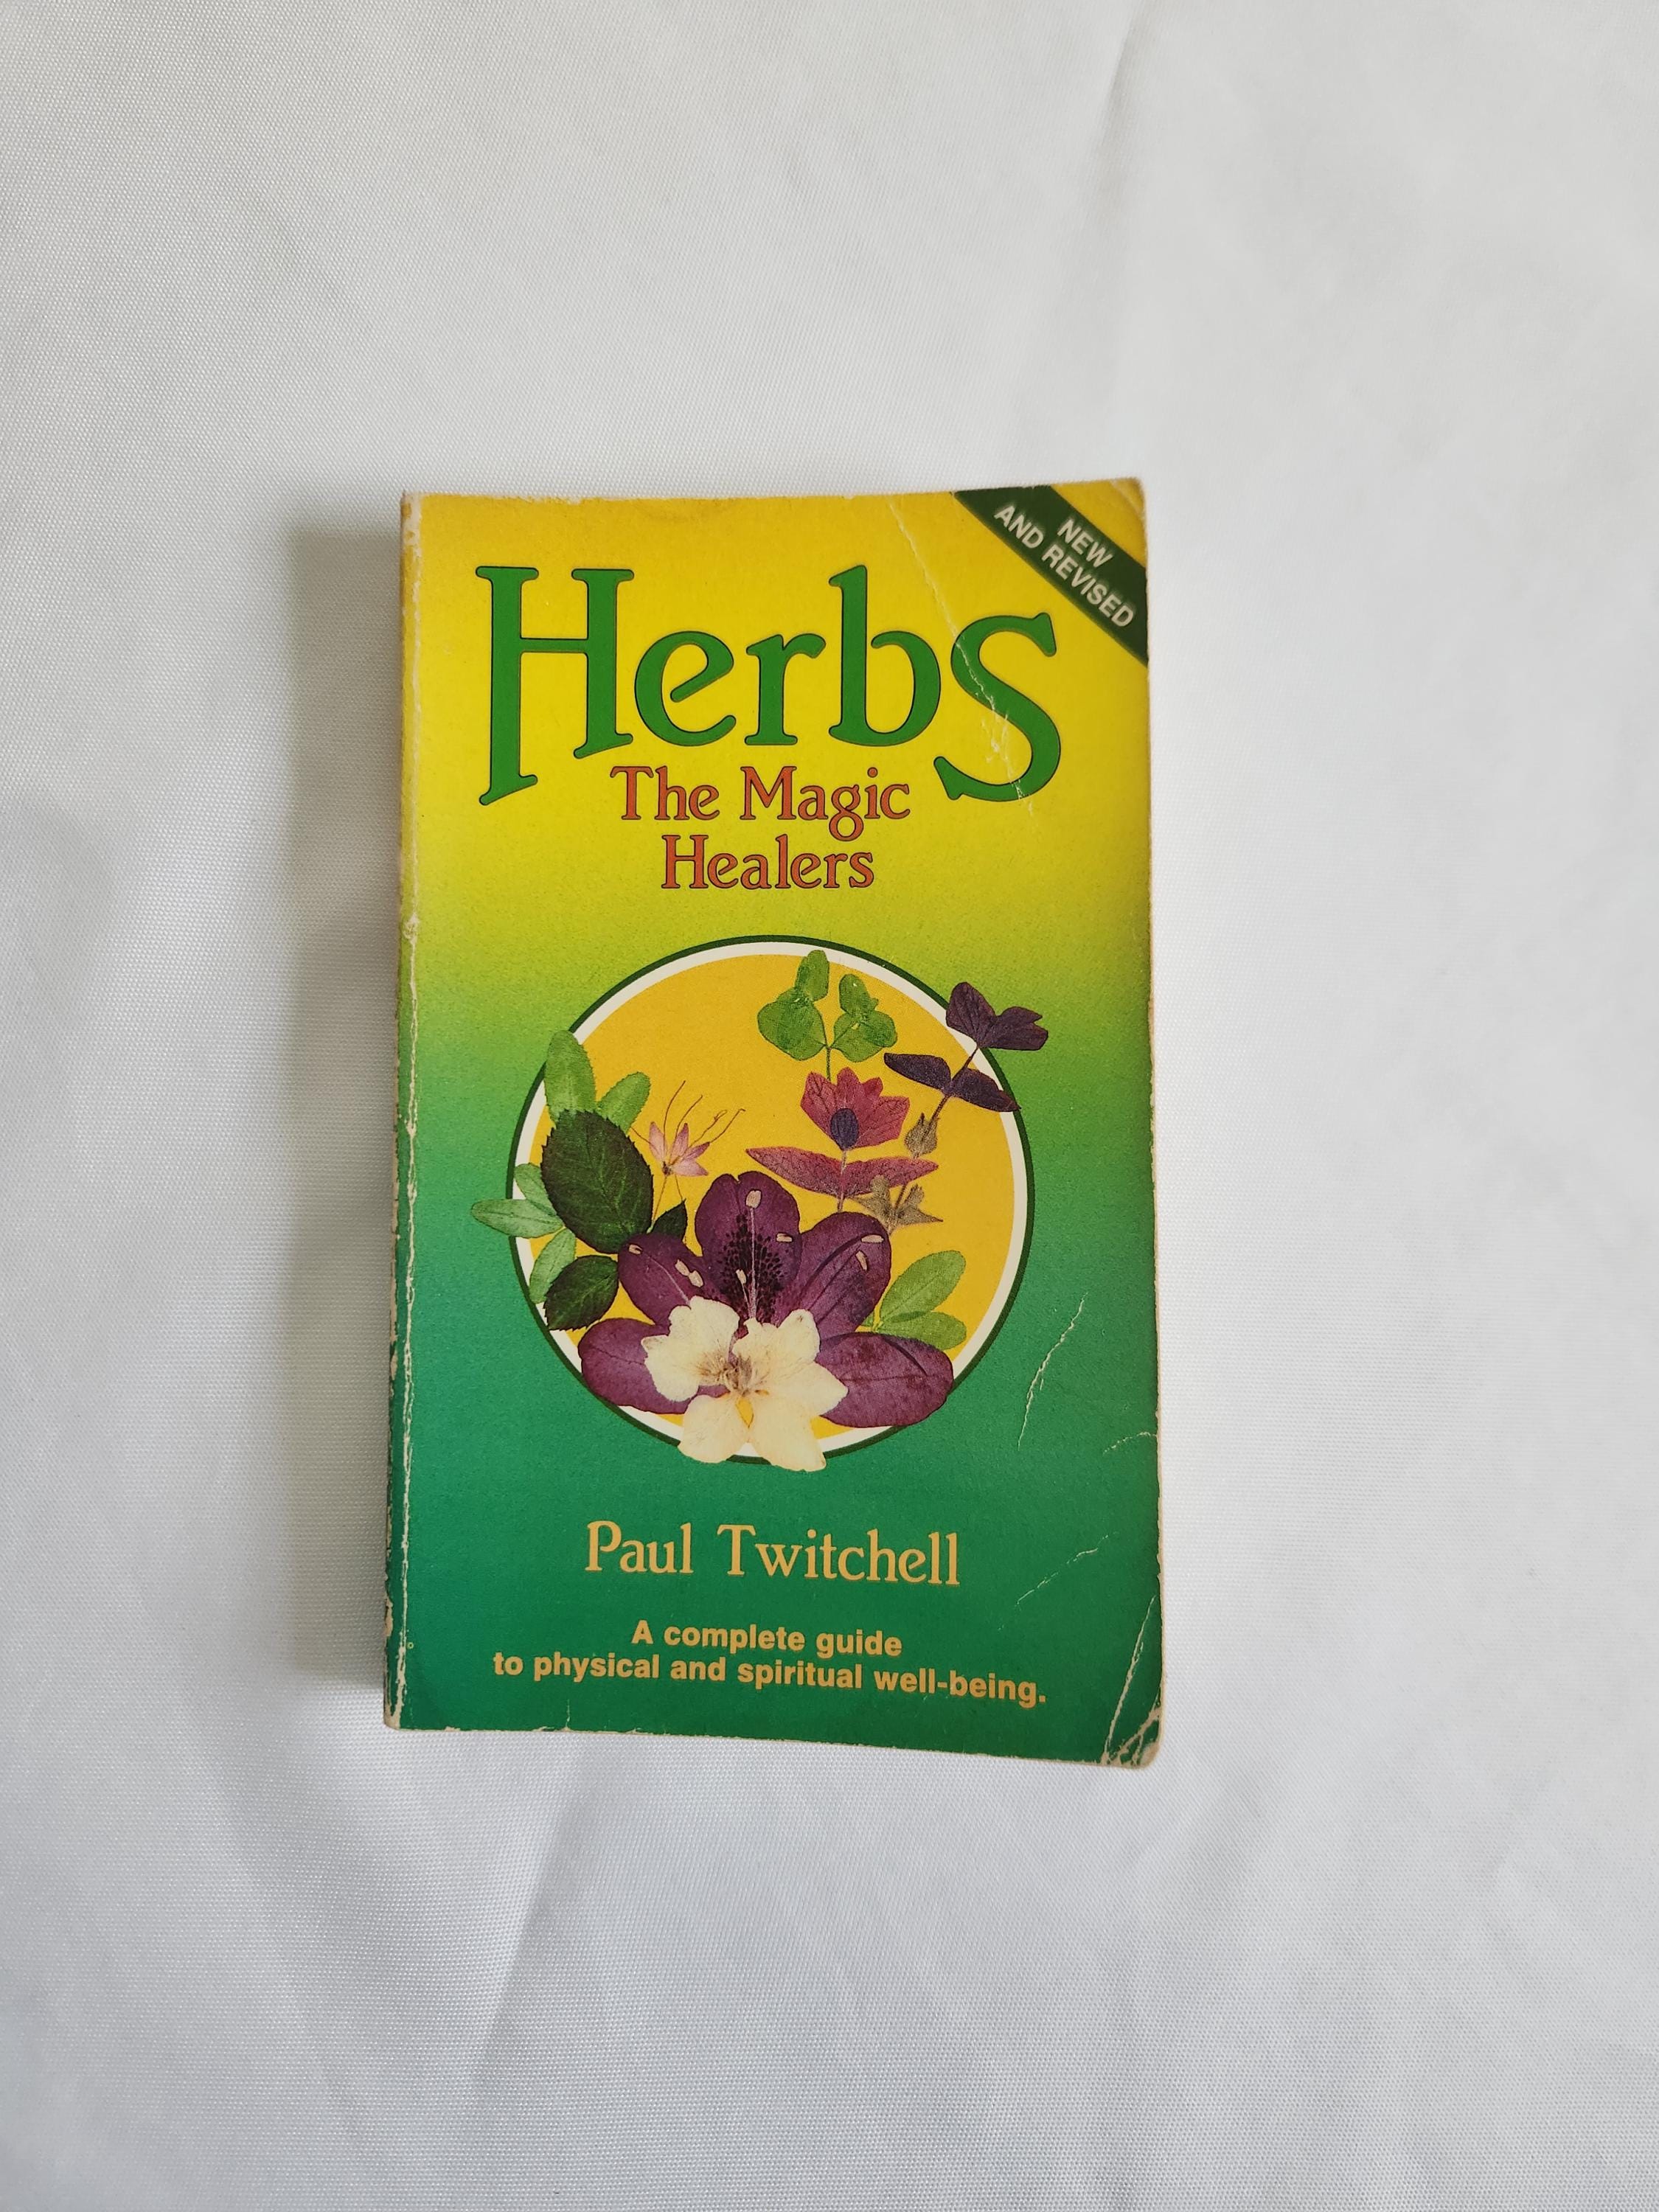 NEW
AND REVISED
Herbs
The Magic
Healers
Paul Twitchell
A complete guide
to physical and spiritual well-being.